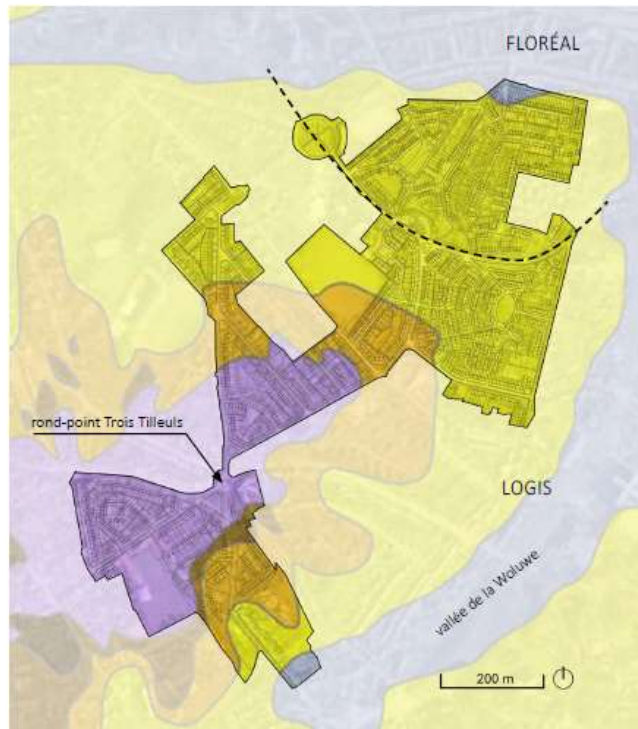 FLORÉAL
rond-point Trois Tilleuls
LOGIS
vallée de la Woluwe
200 m